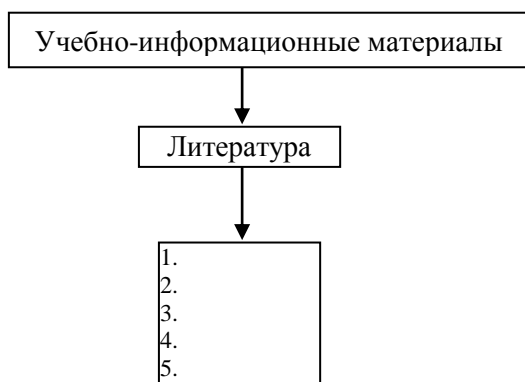 Учебно-информационные материалы
Литература
1.
2.
3.
4.
5.